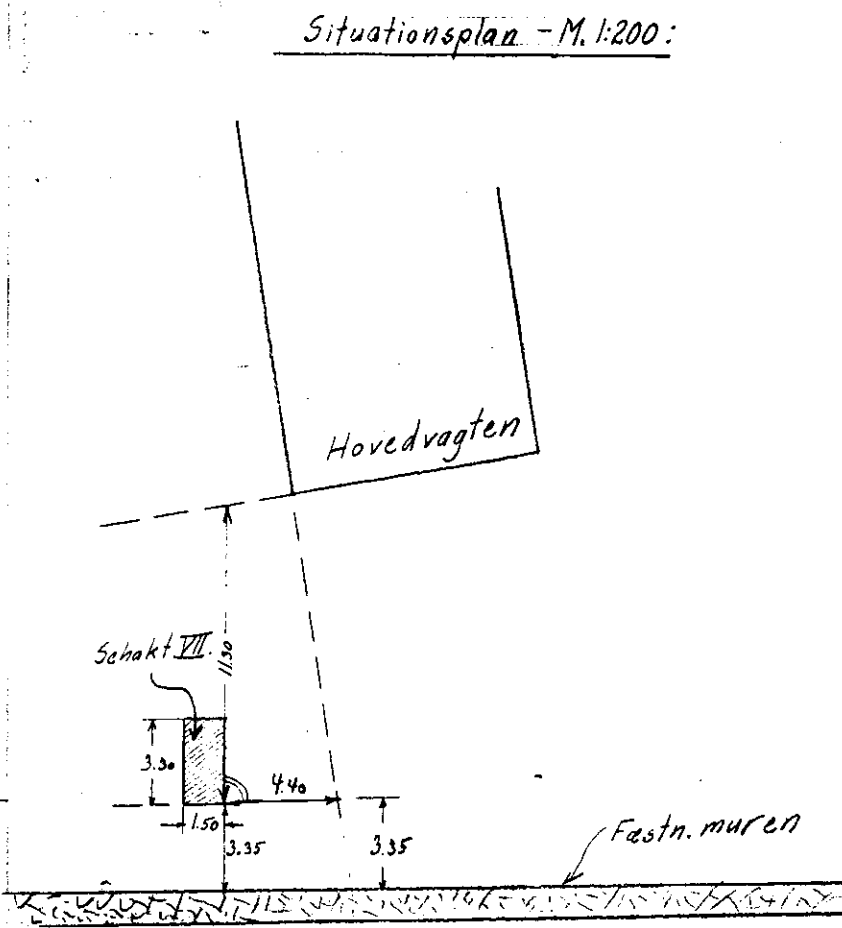 Situationsplan - M. 1:200:
Hovedvagten
Schakt VII.
11.30
3.30
4.40
1.50
3.35
3.35
Fæstn. muren